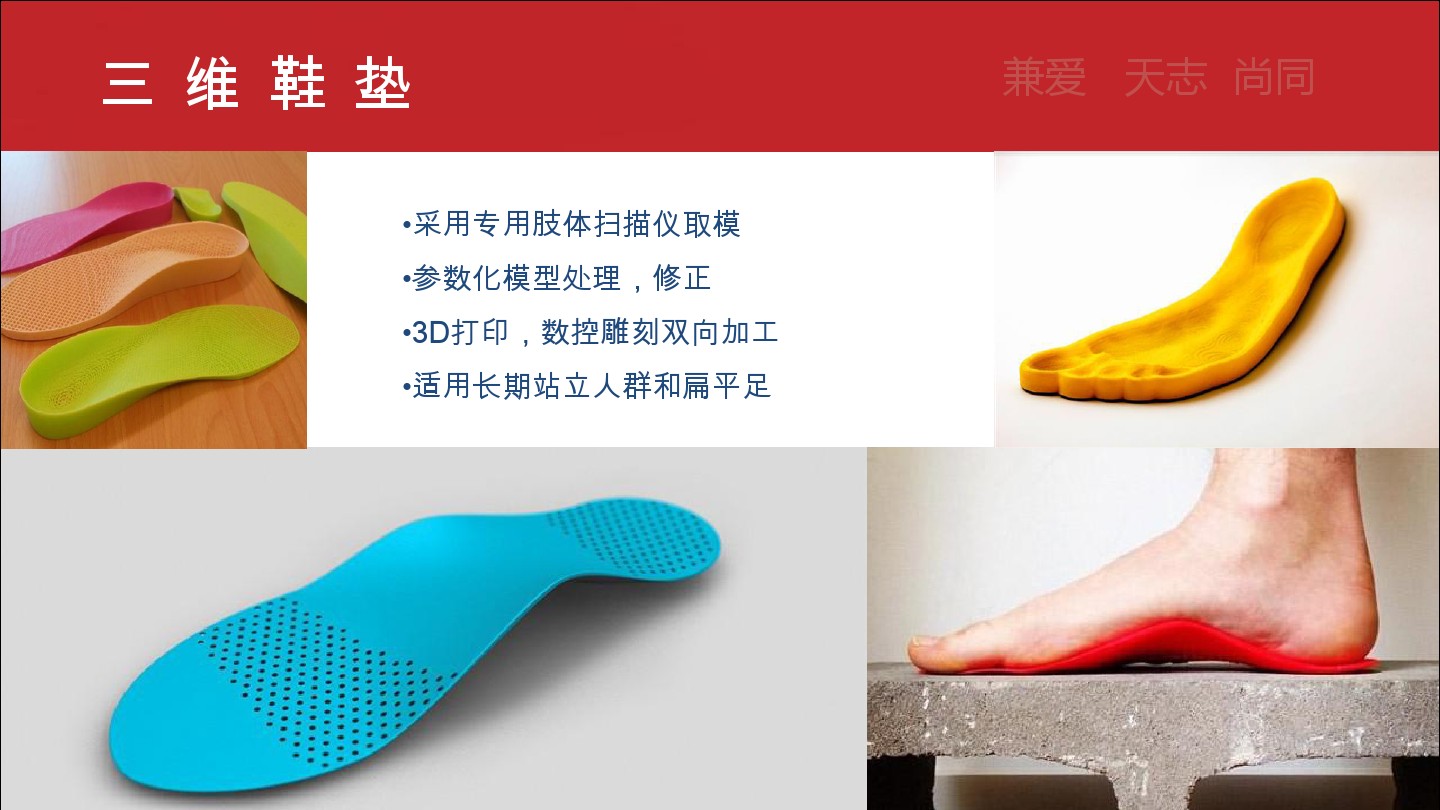 三维鞋垫
兼爱 天志 尚同
•采用专用肢体扫描仪取模
•参数化模型处理，修正
•3D打印，数控雕刻双向加工
•适用长期站立人群和扁平足